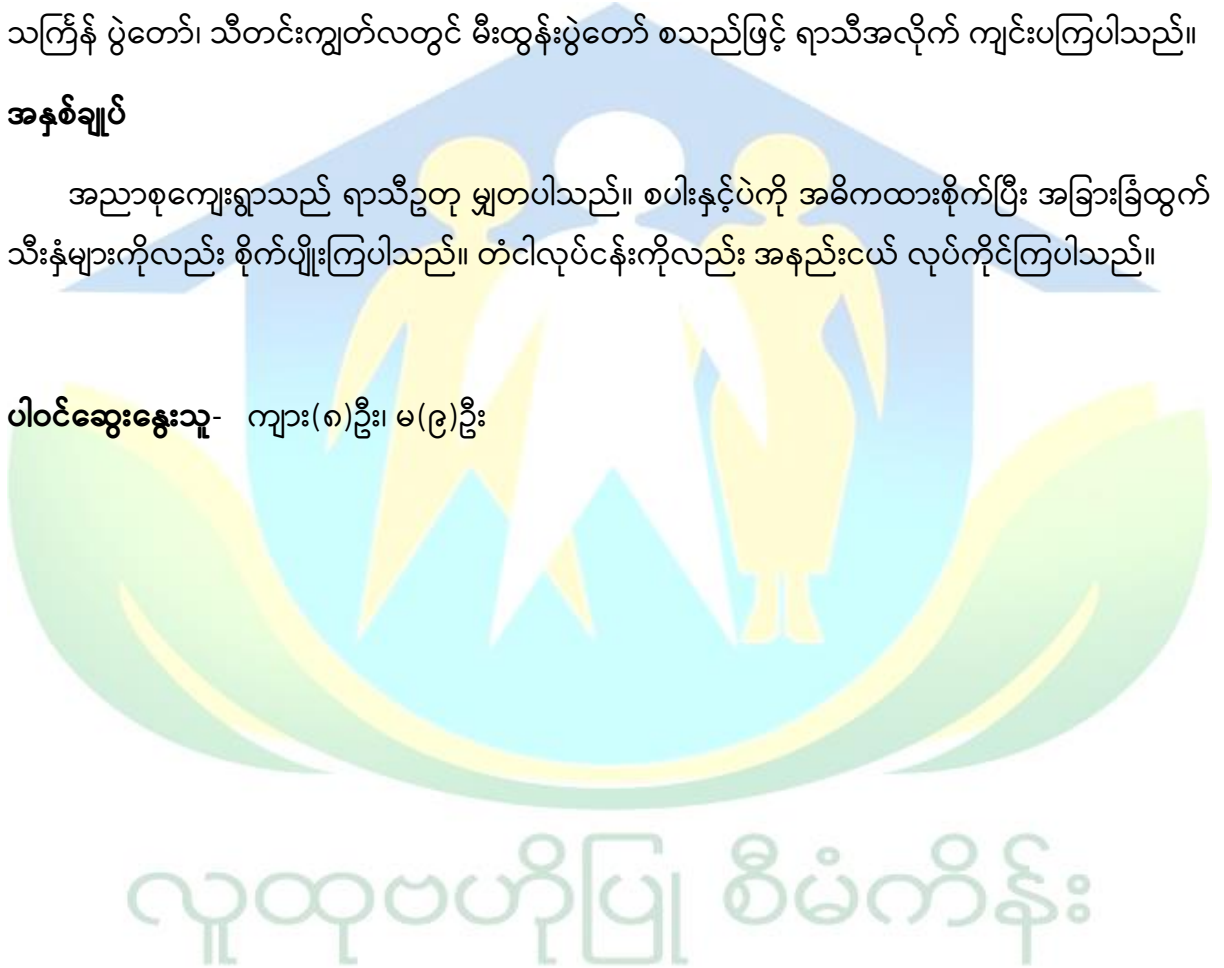 သင်္ကြန် ပွဲတော်၊ သီတင်းကျွတ်လတွင် မီးထွန်းပွဲတော် စသည်ဖြင့် ရာသီအလိုက် ကျင်းပကြပါသည်။
အနှစ်ချုပ်
အညာစုကျေးရွာသည် ရာသီဥတု မျှတပါသည်။ စပါးနှင့်ပဲကို အဓိကထားစိုက်ပြီး အခြားခြံထွက်
သီးနှံများကိုလည်း စိုက်ပျိုးကြပါသည်။ တံငါလုပ်ငန်းကိုလည်း အနည်းငယ် လုပ်ကိုင်ကြပါသည်။
ပါဝင်ဆွေးနွေးသူ- ကျား(၈)ဦး၊ မ(၉)ဦး
လူထုဗဟိုပြု စီမံကိန်း